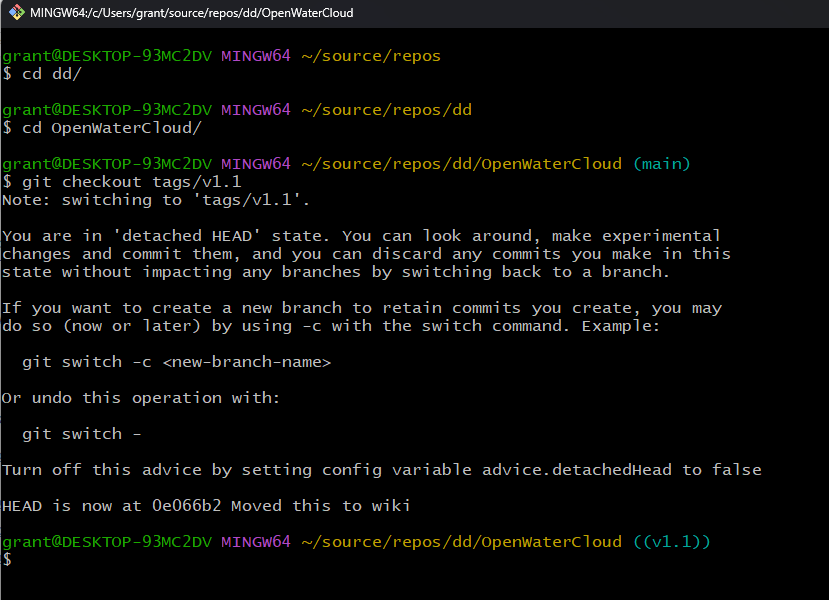 MINGW64:/c/Users/grant/source/repos/dd/OpenWaterCloud
grant@DESKTOP-93MC2DV MINGW64 ~/source/repos
$ cd dd/
grant@DESKTOP-93MC2DV MINGW64 ~/source/repos/dd
$ cd OpenWaterCloud/
grant@DESKTOP-93MC2DV MINGW64 ~/source/repos/dd/OpenWaterCloud (main)
$ git checkout tags/v1.1
Note: switching to 'tags/v1.1'.
You are in 'detached HEAD' state. You can look around, make experimental
changes and commit them, and you can discard any commits you make in this
state without impacting any branches by switching back to a branch.
If you want to create a new branch to retain commits you create, you may
do so (now or later) by using -c with the switch command. Example:
git switch -c <new-branch-name>
Or undo this operation with:
git switch -
Turn off this advice by setting config variable advice.detachedHead to false
HEAD is now at 0e066b2 Moved this to wiki
grant@DESKTOP-93MC2DV MINGW64 ~/source/repos/dd/OpenWaterCloud ((v1.1))
$